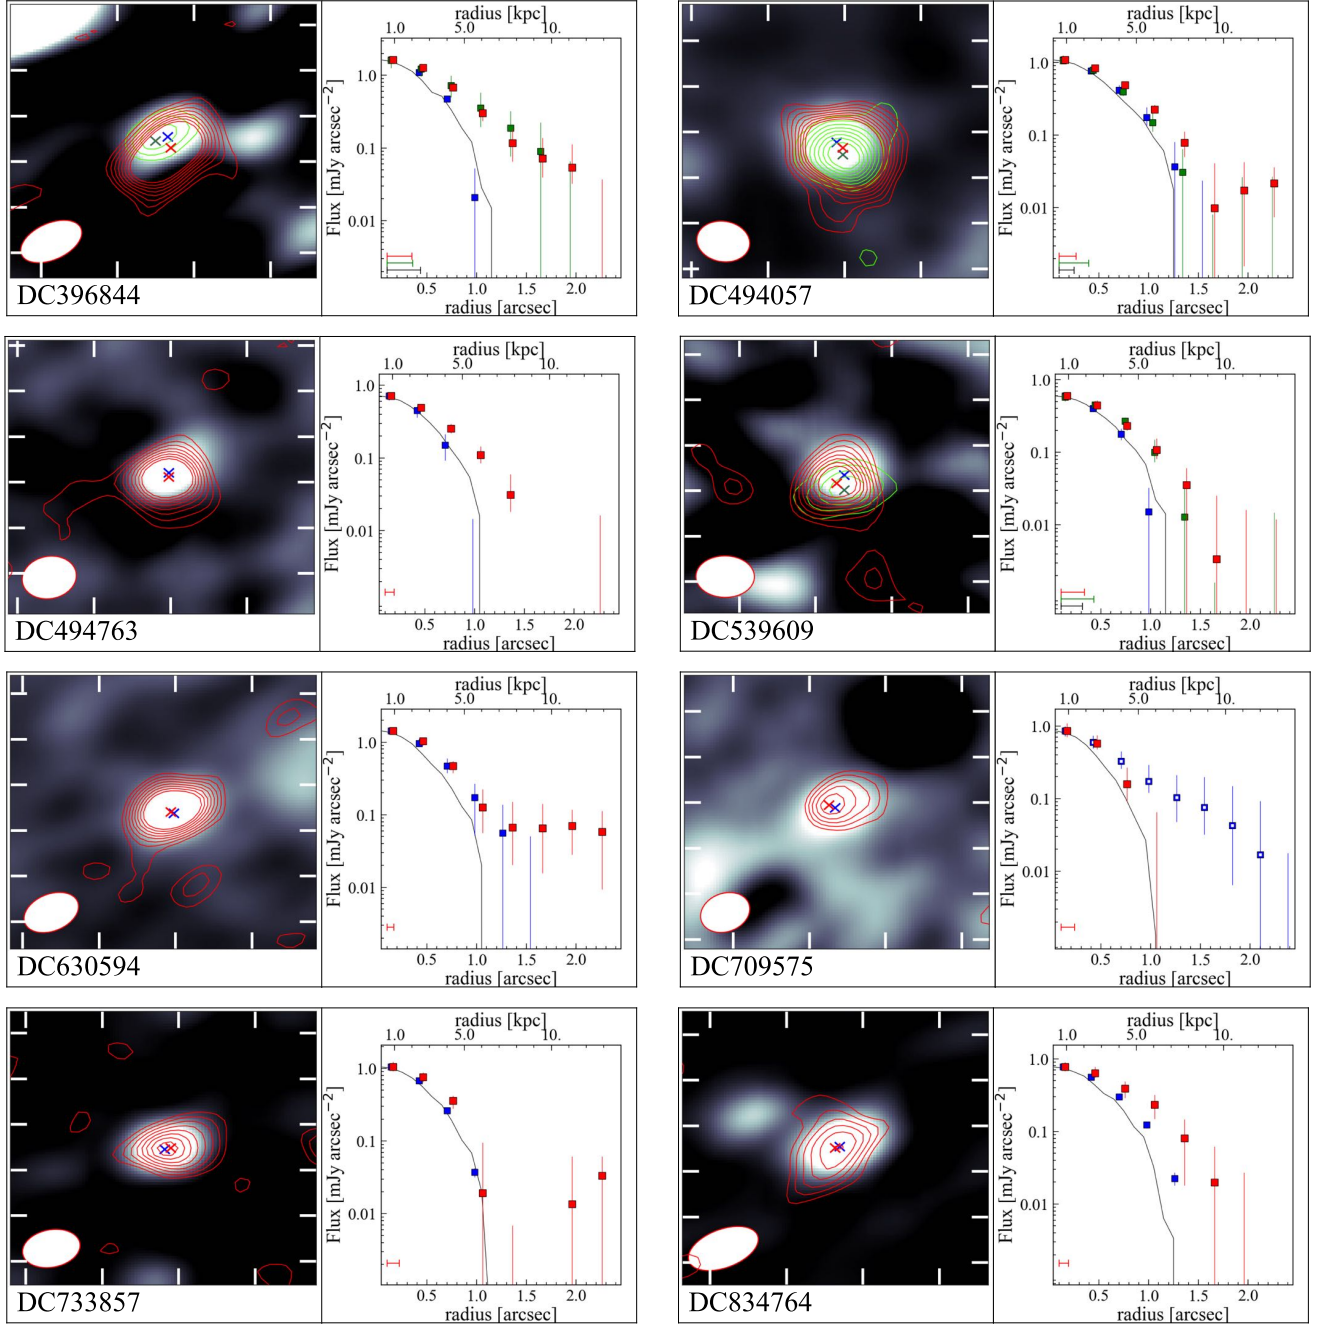 radius [kpc]
1.0 5.0 10.
Flux [mJy arcsec−2]
1.0
0.1
0.01
0.5 1.0 1.5 2.0
radius [arcsec]
DC396844
radius [kpc]
1.0 5.0 10.
Flux [mJy arcsec−2]
1.0
0.1
0.01
0.5 1.0 1.5 2.0
radius [arcsec]
DC494057
radius [kpc]
1.0 5.0 10.
Flux [mJy arcsec−2]
1.0
0.1
0.01
0.5 1.0 1.5 2.0
radius [arcsec]
DC494763
radius [kpc]
1.0 5.0 10.
Flux [mJy arcsec−2]
1.0
0.1
0.01
0.5 1.0 1.5 2.0
radius [arcsec]
DC539609
radius [kpc]
1.0 5.0 10.
Flux [mJy arcsec−2]
1.0
0.1
0.01
0.5 1.0 1.5 2.0
radius [arcsec]
DC630594
radius [kpc]
1.0 5.0 10.
Flux [mJy arcsec−2]
1.0
0.1
0.01
0.5 1.0 1.5 2.0
radius [arcsec]
DC709575
radius [kpc]
1.0 5.0 10.
Flux [mJy arcsec−2]
1.0
0.1
0.01
0.5 1.0 1.5 2.0
radius [arcsec]
DC733857
radius [kpc]
1.0 5.0 10.
Flux [mJy arcsec−2]
1.0
0.1
0.01
0.5 1.0 1.5 2.0
radius [arcsec]
DC834764